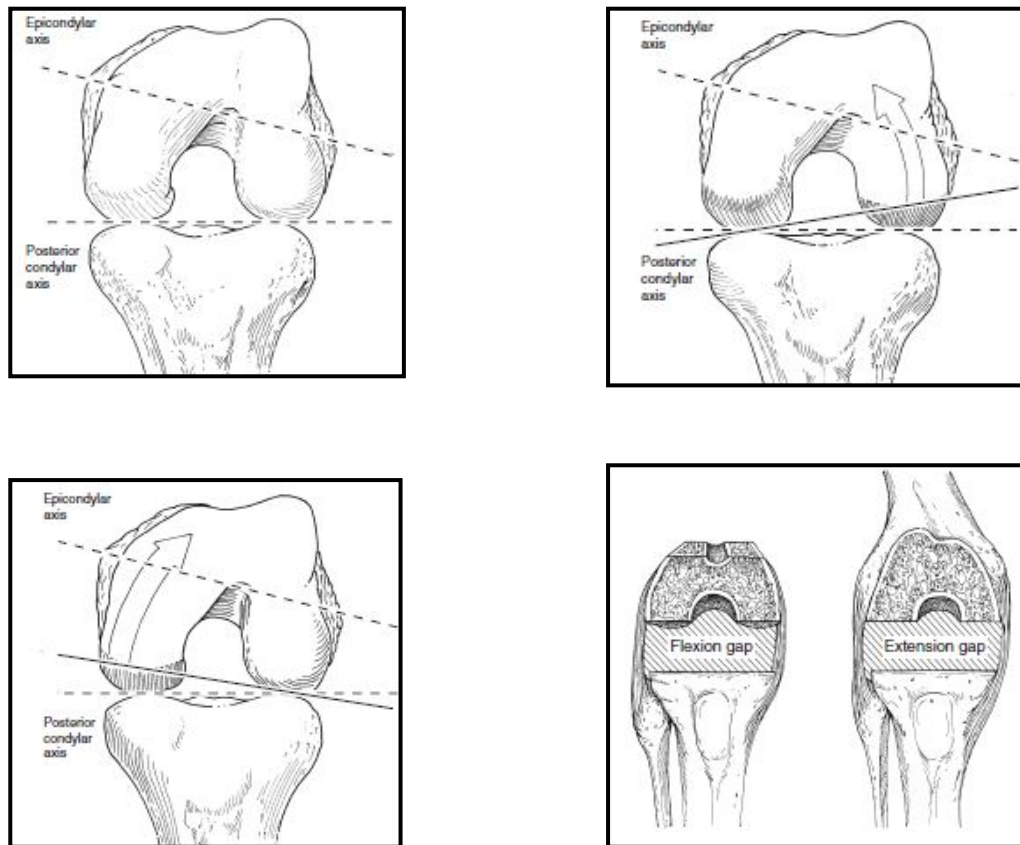 Epicondylar
axis
Posterior
condylar
axis
Epicondylar
axis
Posterior
condylar
axis
Epicondylar
axis
Posterior
condylar
axis
Flexion gap
Extension gap